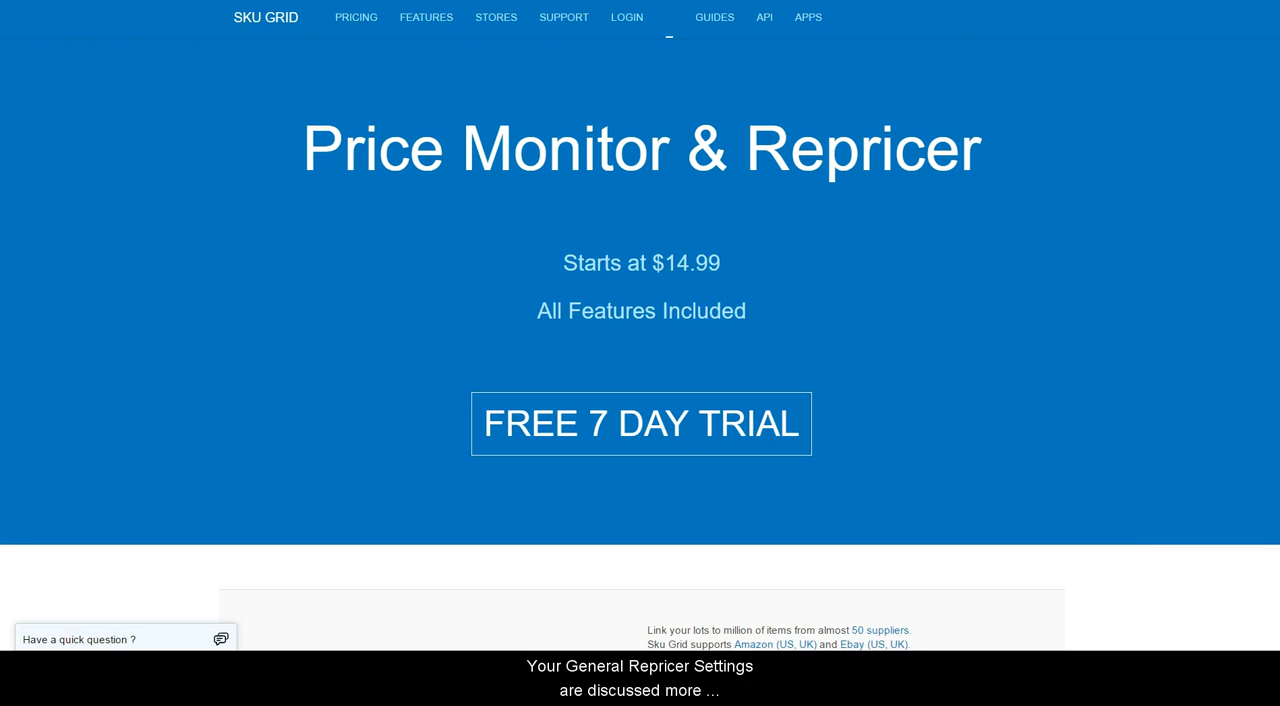 SKU GRID PRICING FEATURES STORES SUPPORT LOGIN GUIDES API APPS
Price Monitor & Repricer
Starts at $14.99
All Features Included
FREE 7 DAY TRIAL
Link your lots to million of items from almost 50 suppliers.
Have a quick question ?
Sku Grid supports Amazon (US, UK) and Ebay (US, UK).
Your General Repricer Settings
are discussed more ...